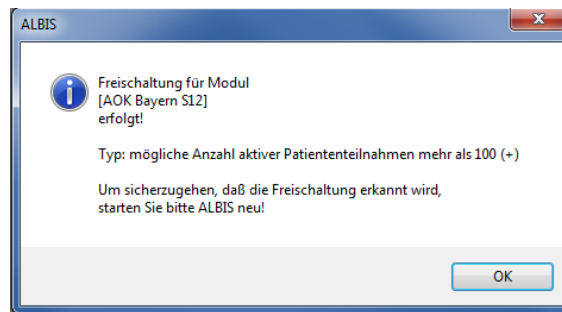 ALBIS
Freischaltung für Modul
[AOK Bayern S12]
erfolgt!
Typ: mögliche Anzahl aktiver Patiententeilnahmen mehr als 100 (+)
Um sicherzugehen, daß die Freischaltung erkannt wird,
starten Sie bitte ALBIS neu!
OK